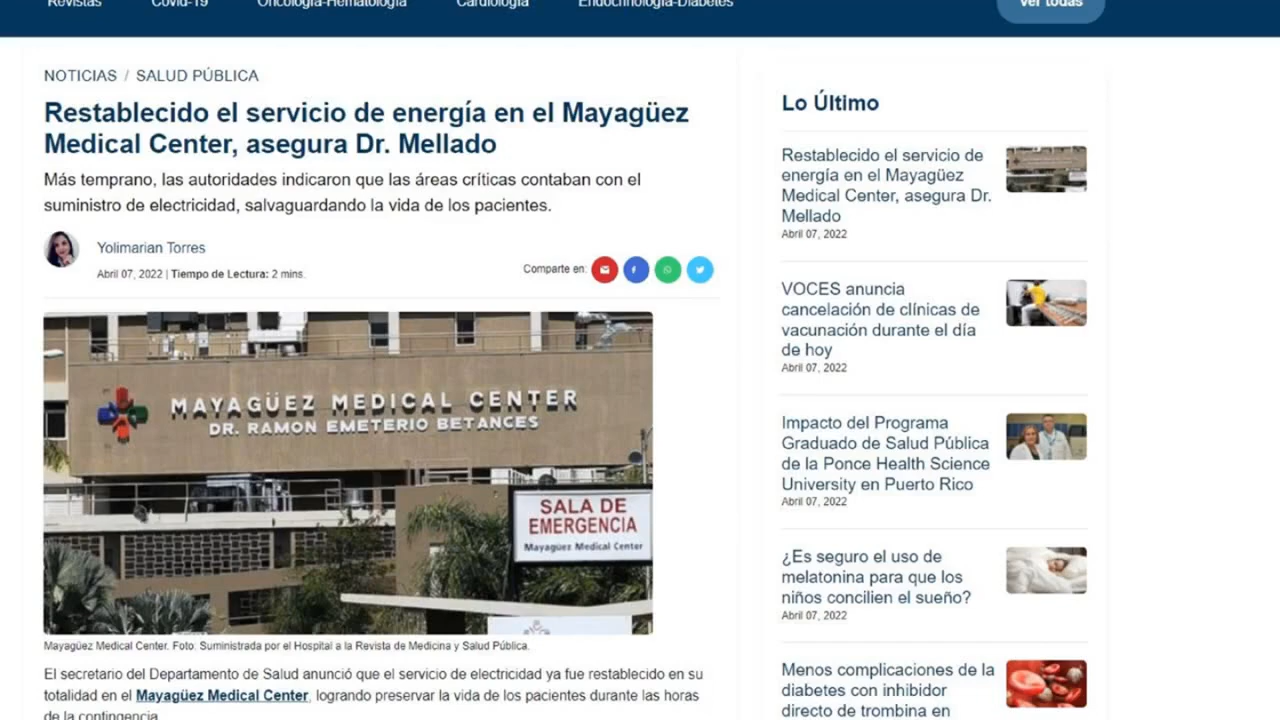 Revistas
Covid-19
Oncología-Hematología
Cardiología
Endocrinología-Diabetes
Ver todas
NOTICIAS / SALUD PÚBLICA
Restablecido el servicio de energía en el Mayagüez
Medical Center, asegura Dr. Mellado
Más temprano, las autoridades indicaron que las áreas críticas contaban con el
suministro de electricidad, salvaguardando la vida de los pacientes.
Yolimarian Torres
Abril 07, 2022 | Tiempo de Lectura: 2 mins.
Comparte en:
MAYAGÜEZ MEDICAL CENTER
DR. RAMON EMETERIO BETANCES
SALA DE
EMERGENCIA
Mayagüez Medical Center
Mayagüez Medical Center. Foto: Suministrada por el Hospital a la Revista de Medicina y Salud Pública.
El secretario del Departamento de Salud anunció que el servicio de electricidad ya fue restablecido en su
totalidad en el Mayagüez Medical Center, logrando preservar la vida de los pacientes durante las horas
de la contingencia
Lo Último
Restablecido el servicio de
energía en el Mayagüez
Medical Center, asegura Dr.
Mellado
Abril 07, 2022
VOCES anuncia
cancelación de clínicas de
vacunación durante el día
de hoy
Abril 07, 2022
Impacto del Programa
Graduado de Salud Pública
de la Ponce Health Science
University en Puerto Rico
Abril 07, 2022
¿Es seguro el uso de
melatonina para que los
niños concilien el sueño?
Abril 07, 2022
Menos complicaciones de la
diabetes con inhibidor
directo de trombina en